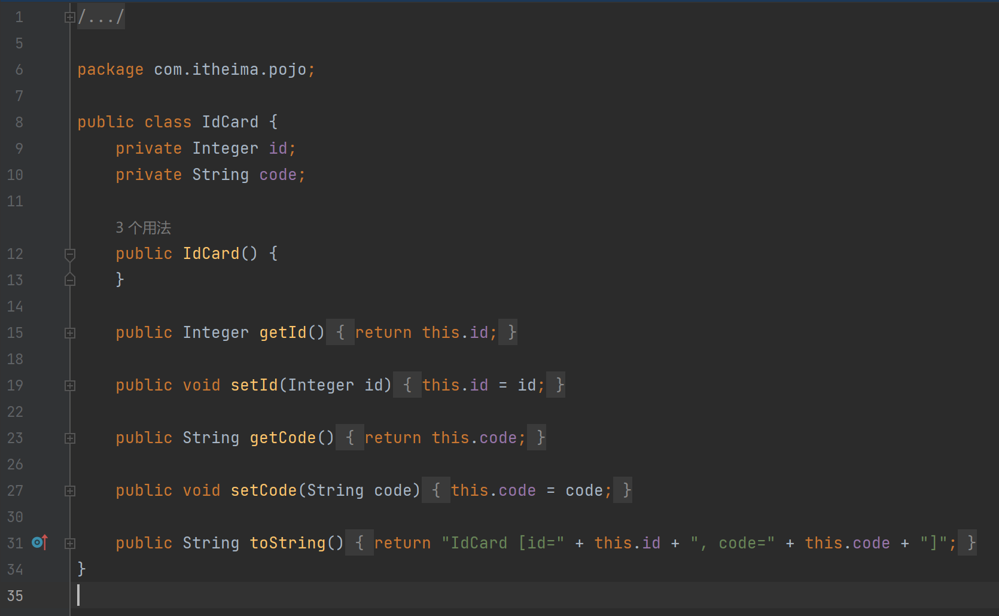 1 /.../
5
6 package com.itheima.pojo;
7
8 public class IdCard {
9     private Integer id;
10     private String code;
11
3 个用法
12     public IdCard() {
13     }
14
15     public Integer getId() { return this.id; }
18
19     public void setId(Integer id) { this.id = id; }
22
23     public String getCode() { return this.code; }
26
27     public void setCode(String code) { this.code = code; }
30
31     public String toString() { return "IdCard [id=" + this.id + ", code=" + this.code + "]"; }
34 }
35